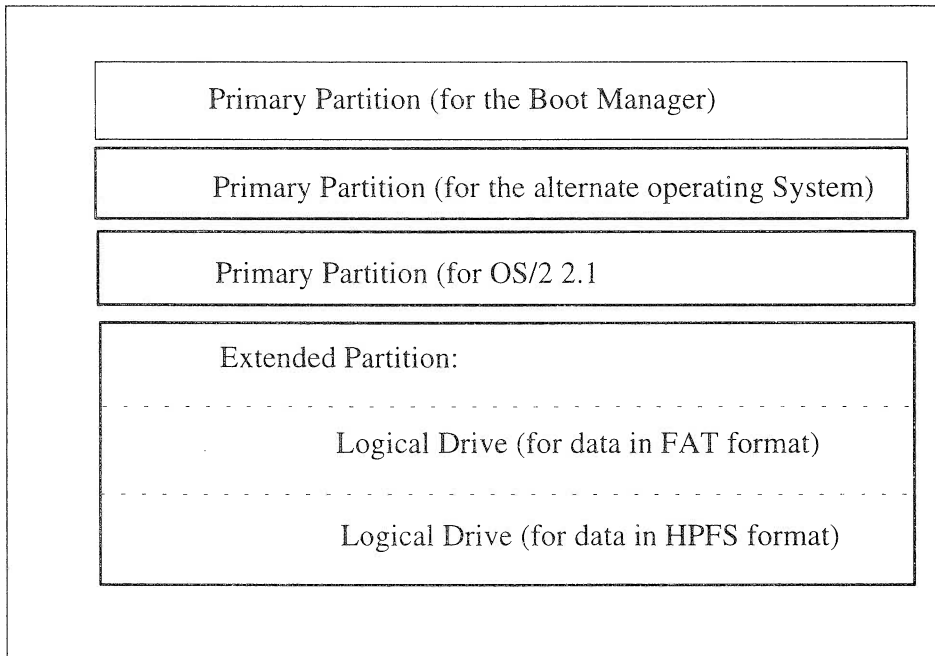 Primary Partition (for the Boot Manager)
Primary Partition (for the alternate operating System)
Primary Partition (for OS/2 2.1
Extended Partition:
Logical Drive (for data in FAT format)
Logical Drive (for data in HPFS format)